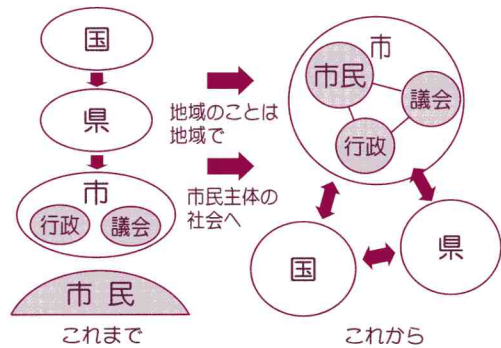 国
県
市
行政
議会
市民
これまで
地域のことは
地域で
市民主体の
社会へ
市
市民
議会
行政
国
県
これから